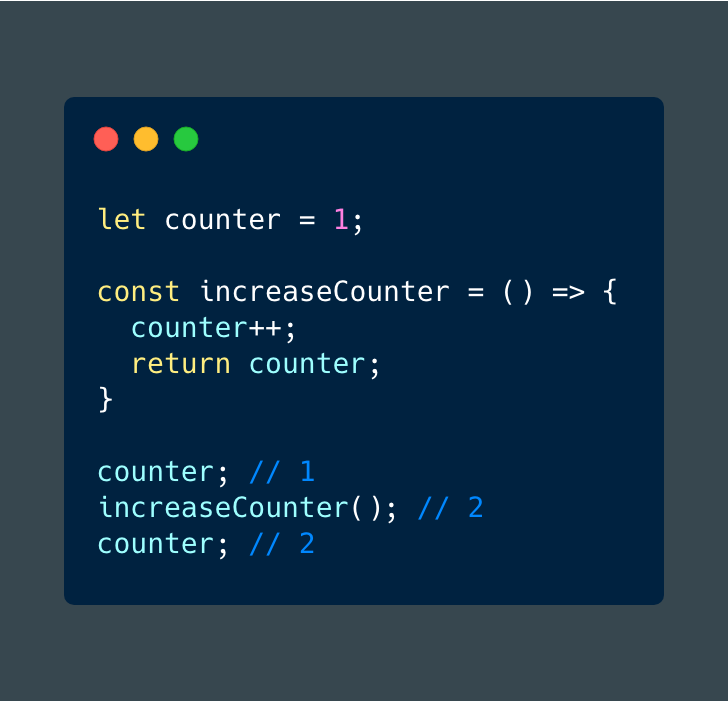 let counter = 1;
const increaseCounter = () => {
  counter++;
  return counter;
}
counter; // 1
increaseCounter(); // 2
counter; // 2